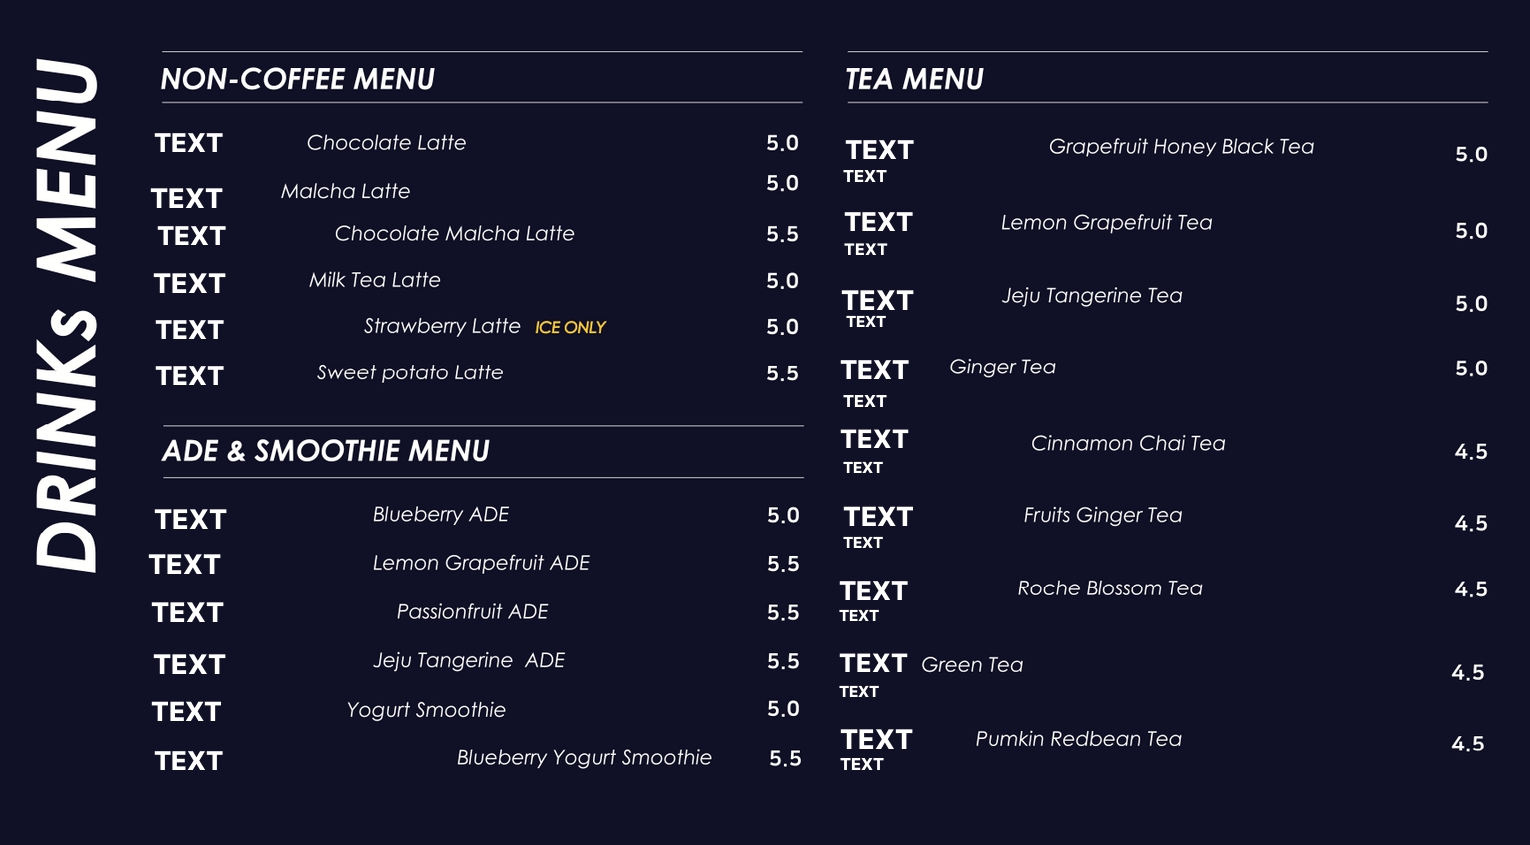 DRINKs MENU
NON-COFFEE MENU
TEXT Chocolate Latte 5.0
TEXT Malcha Latte 5.0
TEXT Chocolate Malcha Latte 5.5
TEXT Milk Tea Latte 5.0
TEXT Strawberry Latte ICE ONLY 5.0
TEXT Sweet potato Latte 5.5
ADE & SMOOTHIE MENU
TEXT Blueberry ADE 5.0
TEXT Lemon Grapefruit ADE 5.5
TEXT Passionfruit ADE 5.5
TEXT Jeju Tangerine ADE 5.5
TEXT Yogurt Smoothie 5.0
TEXT Blueberry Yogurt Smoothie 5.5
TEA MENU
TEXT Grapefruit Honey Black Tea 5.0
TEXT
TEXT Lemon Grapefruit Tea 5.0
TEXT
TEXT Jeju Tangerine Tea 5.0
TEXT
TEXT Ginger Tea 5.0
TEXT
TEXT Cinnamon Chai Tea 4.5
TEXT
TEXT Fruits Ginger Tea 4.5
TEXT
TEXT Roche Blossom Tea 4.5
TEXT
TEXT Green Tea 4.5
TEXT
TEXT Pumkin Redbean Tea 4.5
TEXT